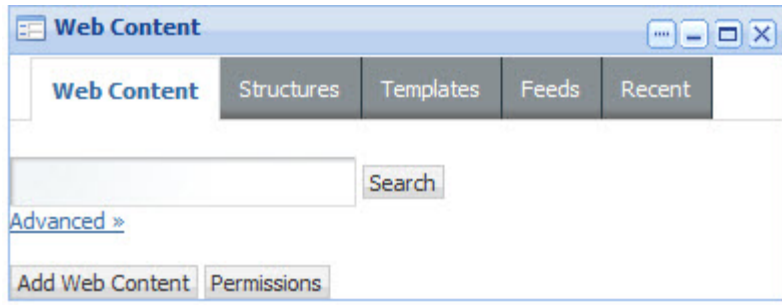 Web Content
Web Content Structures Templates Feeds Recent
Search
Advanced »
Add Web Content Permissions